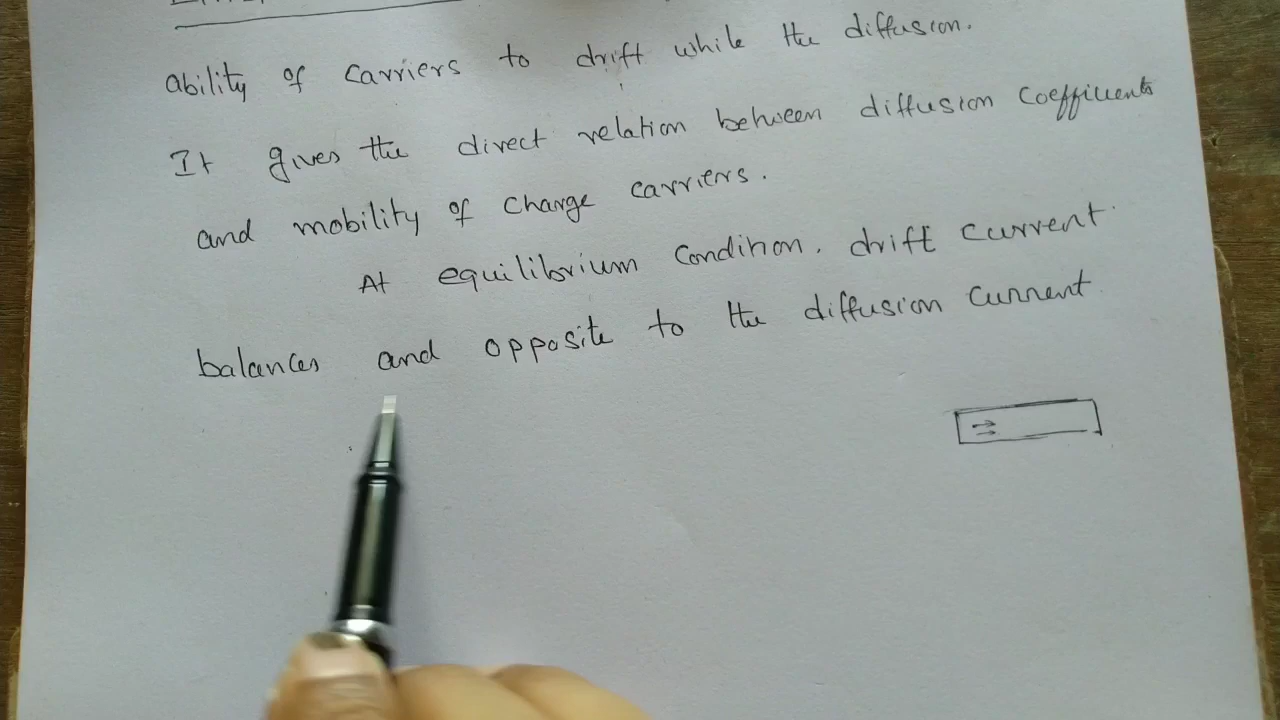 ability of carriers to drift while the diffusion.
It gives the direct relation between diffusion coefficients
and mobility of charge carriers.
At equilibrium condition, drift current
balances and opposite to the diffusion current